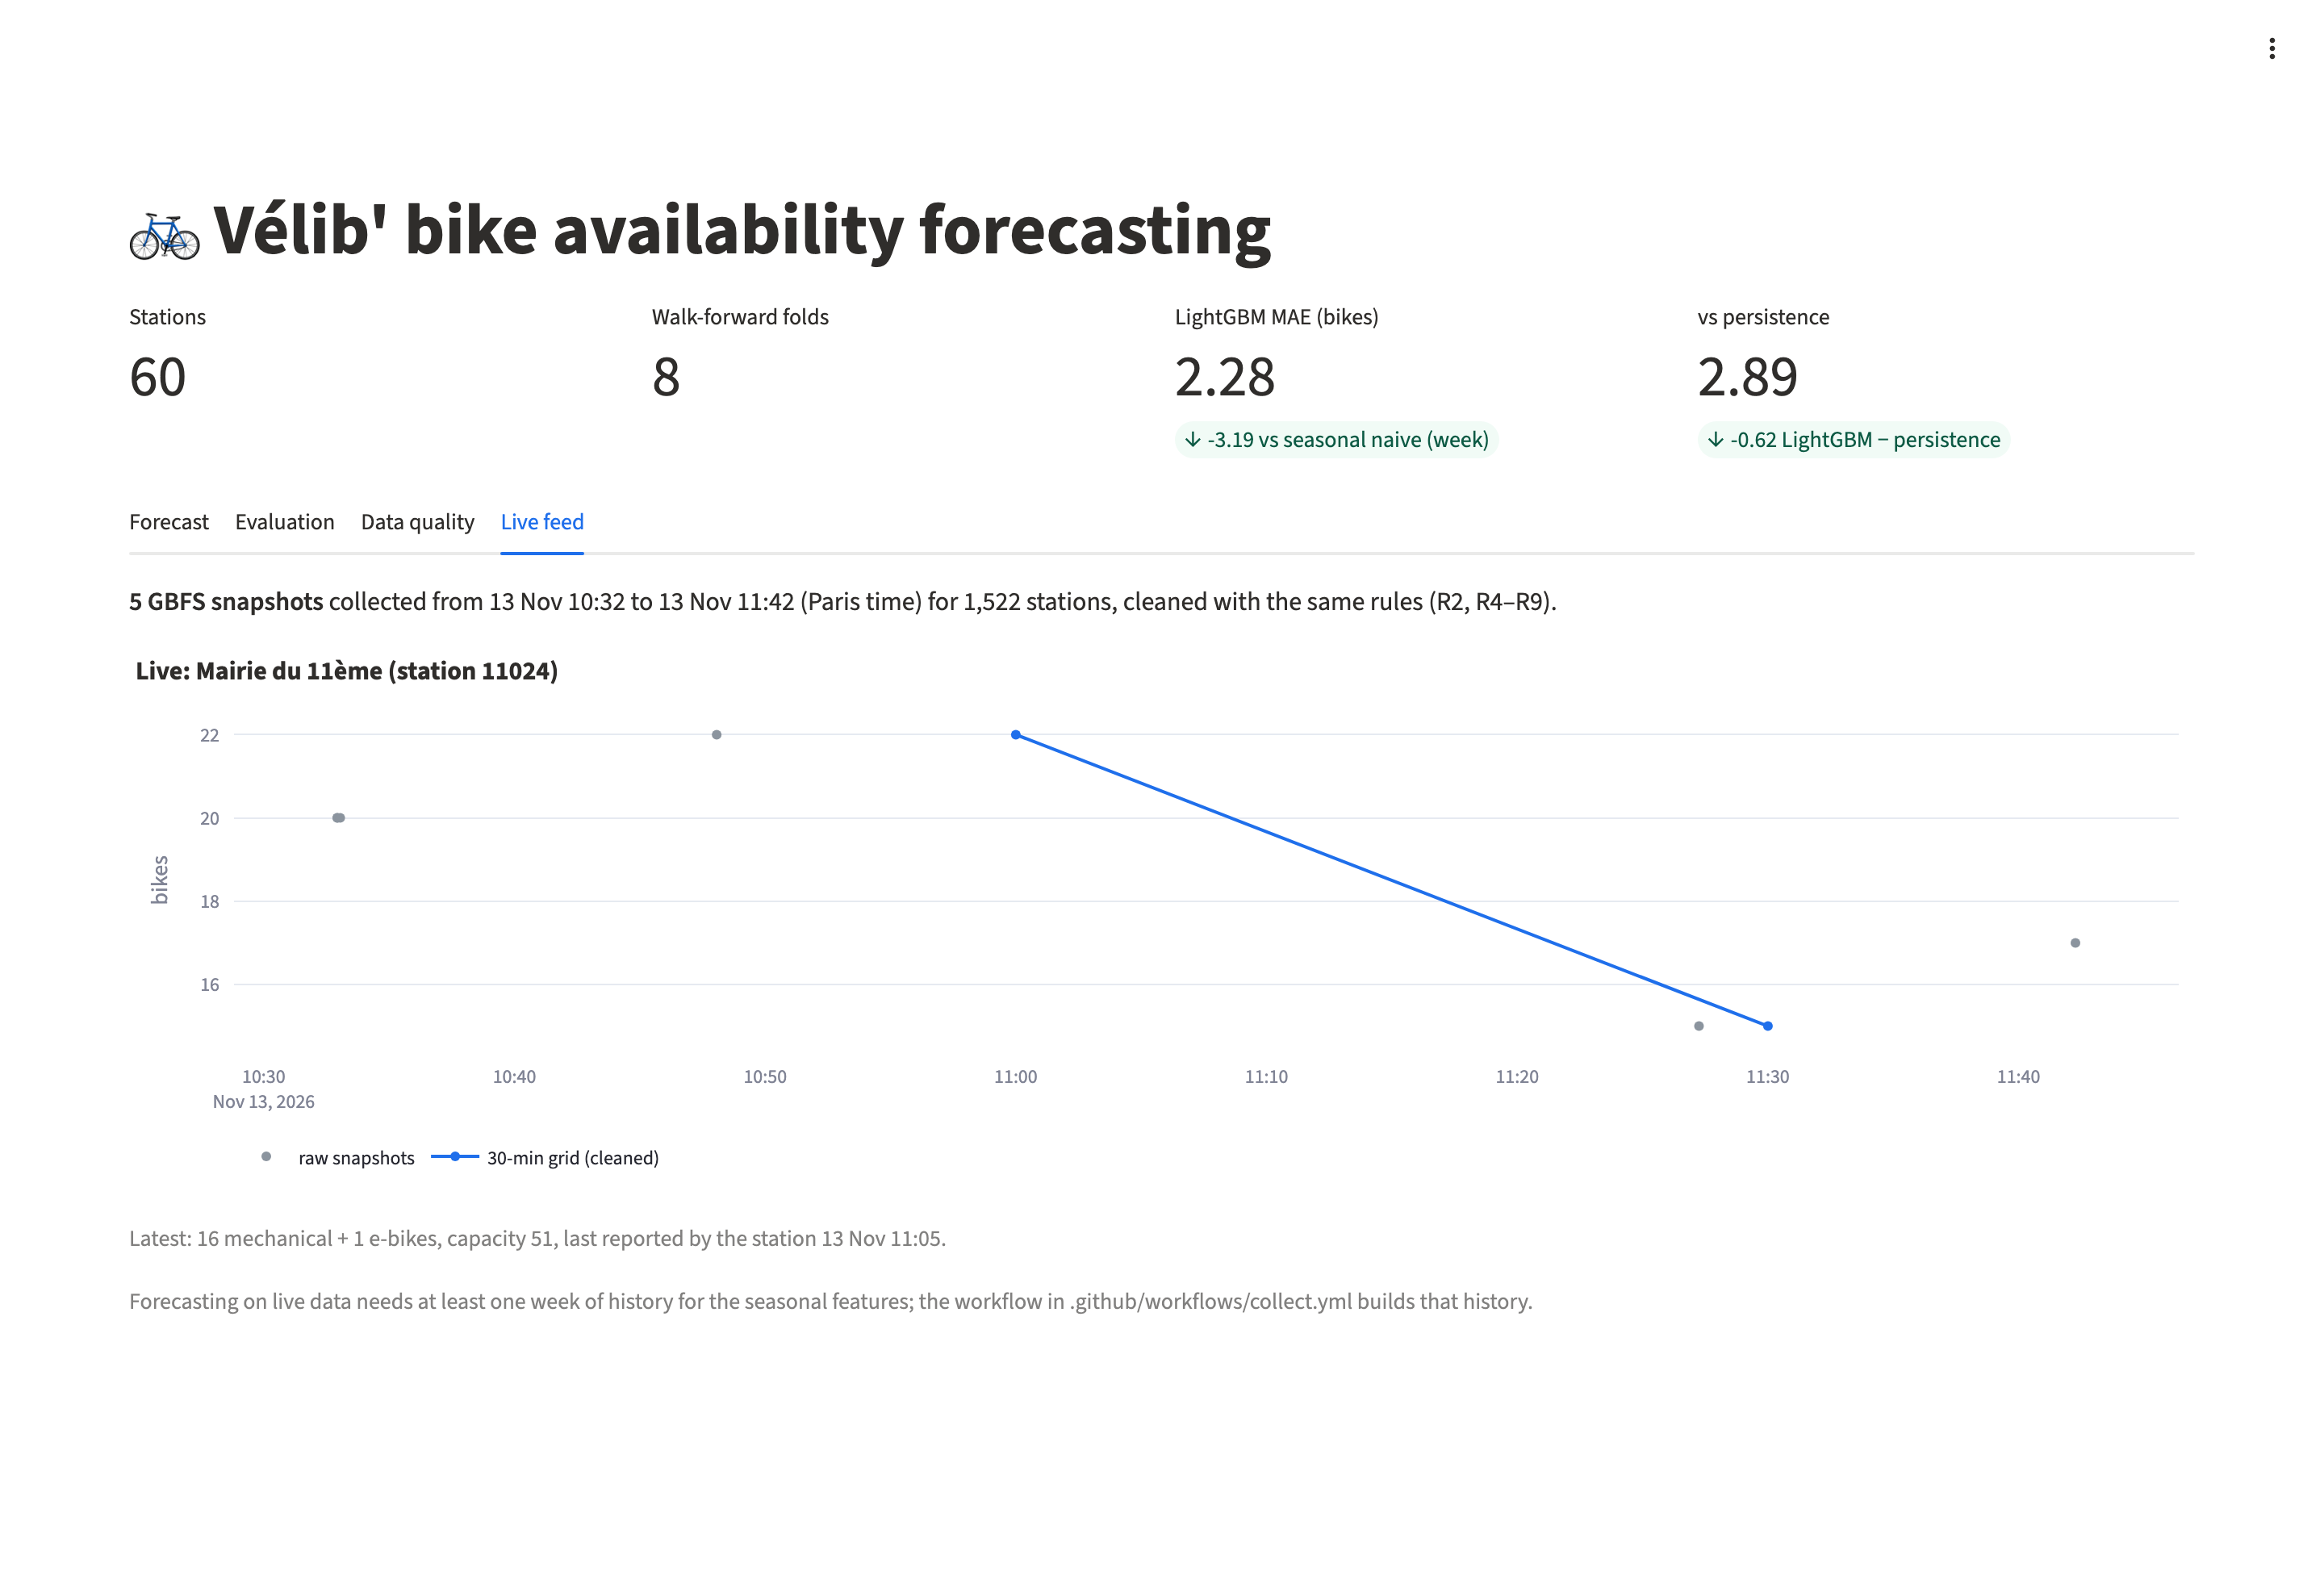 Vélib' bike availability forecasting
Stations
60
Walk-forward folds
8
LightGBM MAE (bikes)
2.28
↓ -3.19 vs seasonal naive (week)
vs persistence
2.89
↓ -0.62 LightGBM − persistence
Forecast Evaluation Data quality Live feed
5 GBFS snapshots collected from 13 Nov 10:32 to 13 Nov 11:42 (Paris time) for 1,522 stations, cleaned with the same rules (R2, R4–R9).
Live: Mairie du 11ème (station 11024)
bikes
22
20
18
16
10:30 10:40 10:50 11:00 11:10 11:20 11:30 11:40
Nov 13, 2026
raw snapshots 30-min grid (cleaned)
Latest: 16 mechanical + 1 e-bikes, capacity 51, last reported by the station 13 Nov 11:05.
Forecasting on live data needs at least one week of history for the seasonal features; the workflow in .github/workflows/collect.yml builds that history.